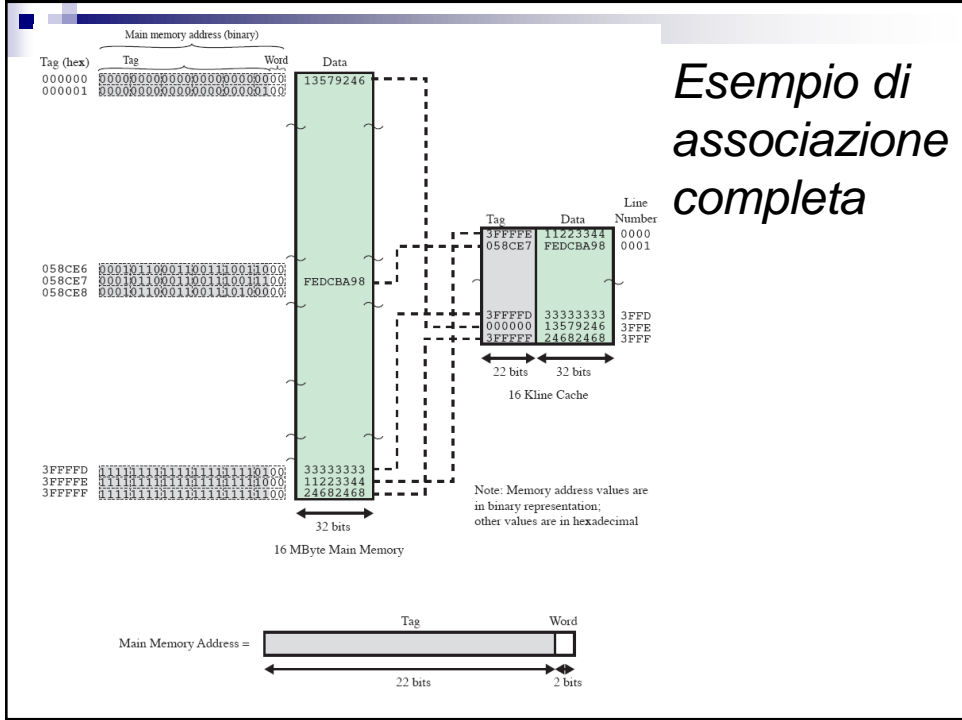 Esempio di
associazione
completa
Main memory address (binary)
Tag (hex) Tag Word Data
000000 000000000000000000000000 13579246
000001 000000000000000000000100
058CE6 000101100011001110011000
058CE7 000101100011001110011100 FEDCBA98
058CE8 000101100011001110100000
3FFFFD 111111111111111111110100 33333333
3FFFFE 111111111111111111111000 11223344
3FFFFF 111111111111111111111100 24682468
32 bits
16 MByte Main Memory
Line
Tag Data Number
3FFFFE 11223344 0000
058CE7 FEDCBA98 0001
3FFFFD 33333333 3FFD
000000 13579246 3FFE
3FFFFF 24682468 3FFF
22 bits 32 bits
16 Kline Cache
Note: Memory address values are
in binary representation;
other values are in hexadecimal
Tag Word
Main Memory Address =
22 bits 2 bits